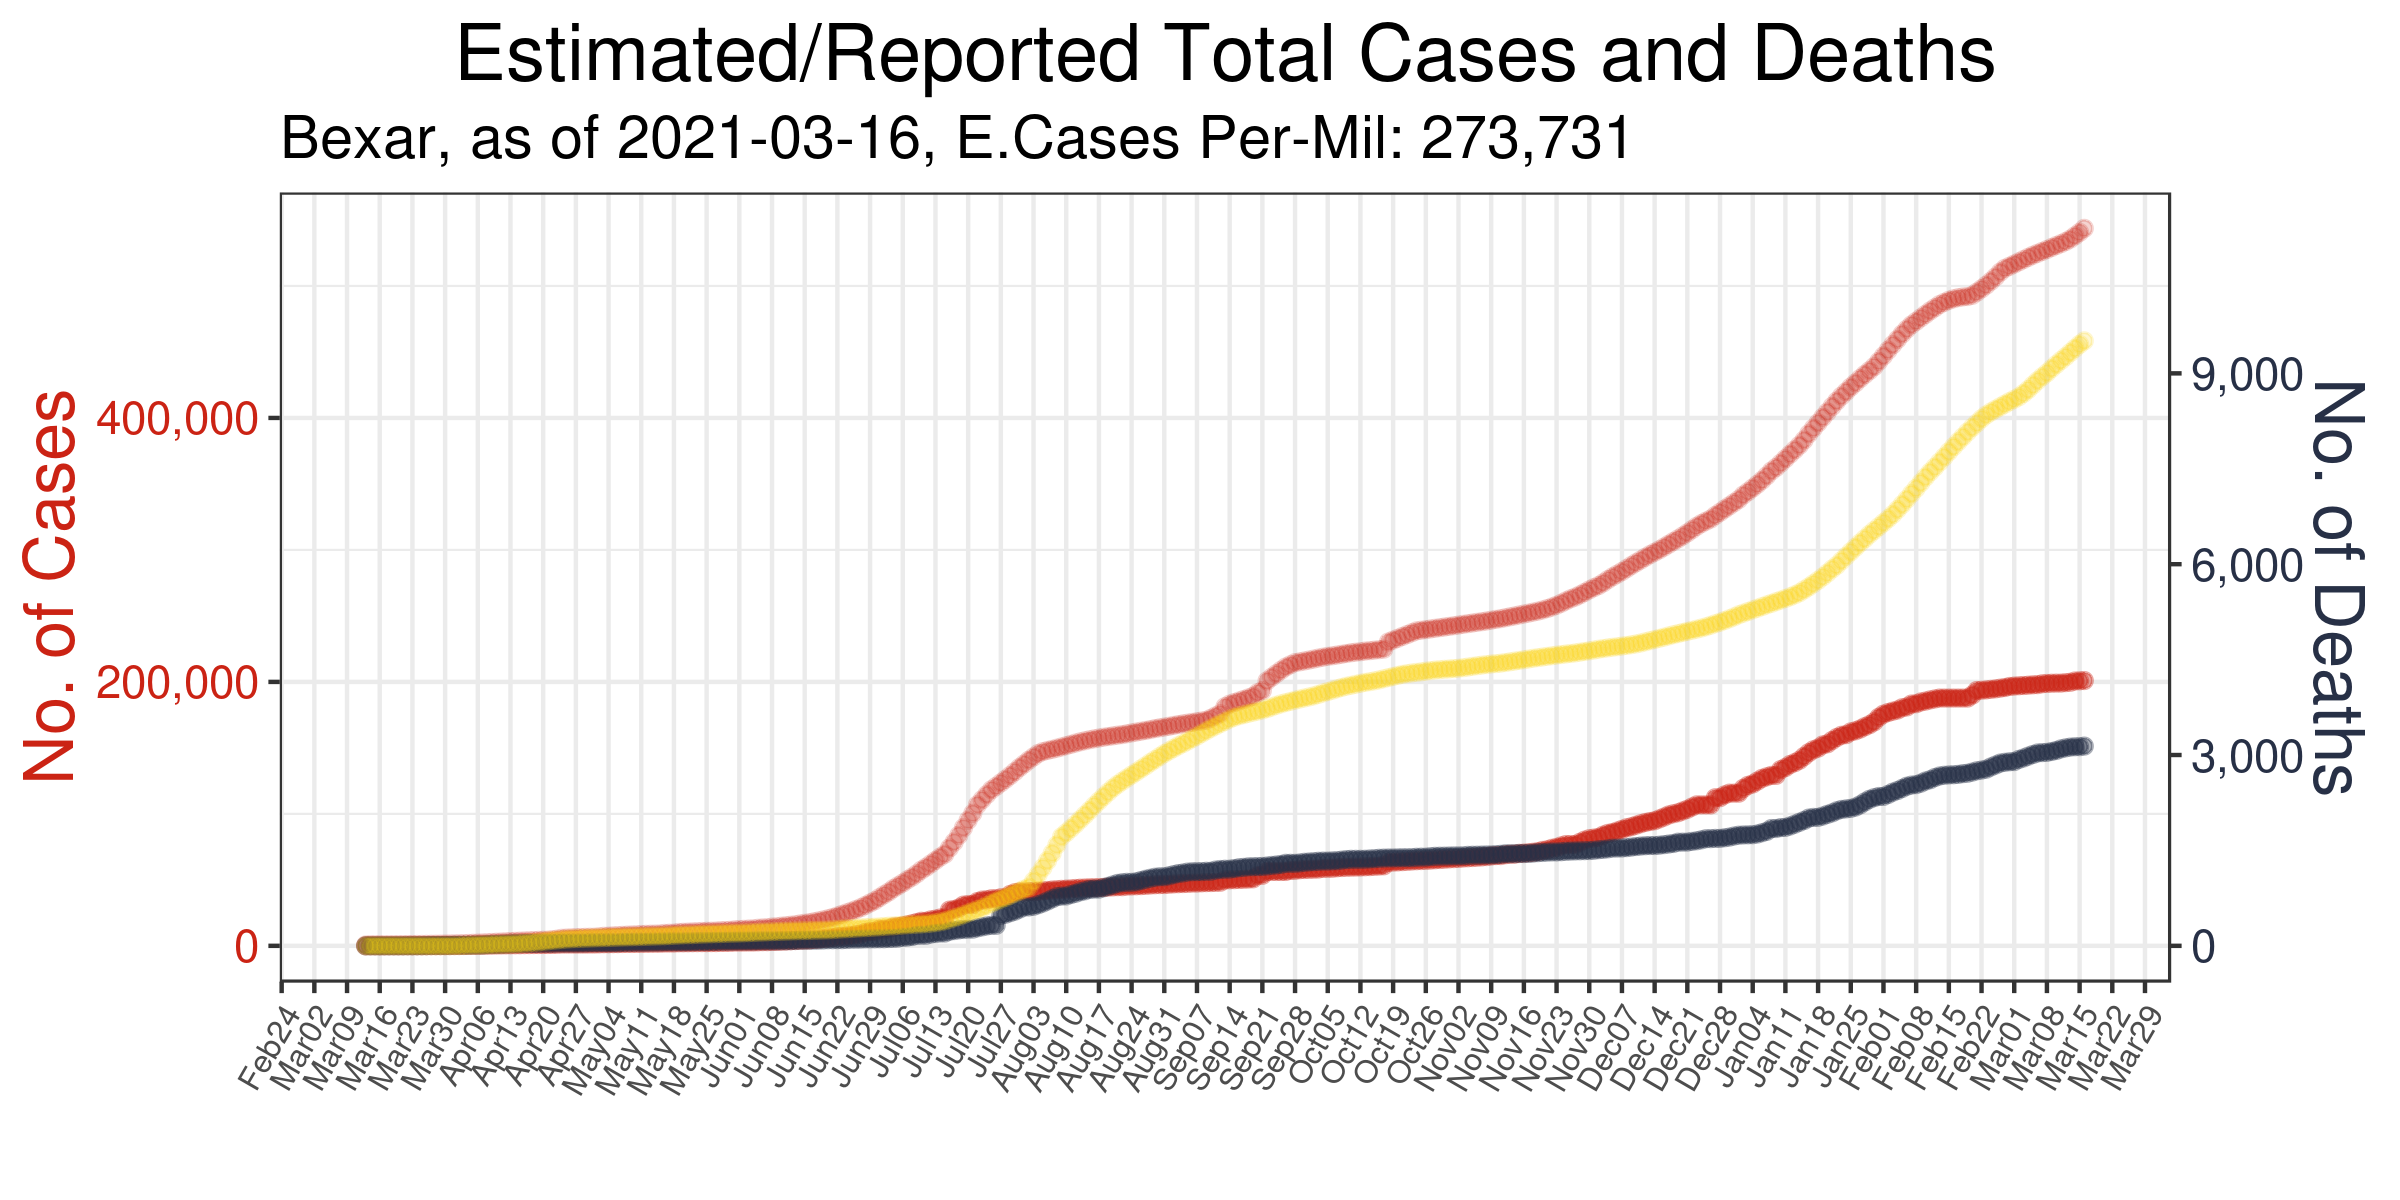 Estimated/Reported Total Cases and Deaths
Bexar, as of 2021-03-16, E.Cases Per-Mil: 273,731
No. of Cases
400,000
200,000
0
9,000
6,000
3,000
0
No. of Deaths
Feb24
Mar02
Mar09
Mar16
Mar23
Mar30
Apr06
Apr13
Apr20
Apr27
May04
May11
May18
May25
Jun01
Jun08
Jun15
Jun22
Jun29
Jul06
Jul13
Jul20
Jul27
Aug03
Aug10
Aug17
Aug24
Aug31
Sep07
Sep14
Sep21
Sep28
Oct05
Oct12
Oct19
Oct26
Nov02
Nov09
Nov16
Nov23
Nov30
Dec07
Dec14
Dec21
Dec28
Jan04
Jan11
Jan18
Jan25
Feb01
Feb08
Feb15
Feb22
Mar01
Mar08
Mar15
Mar22
Mar29